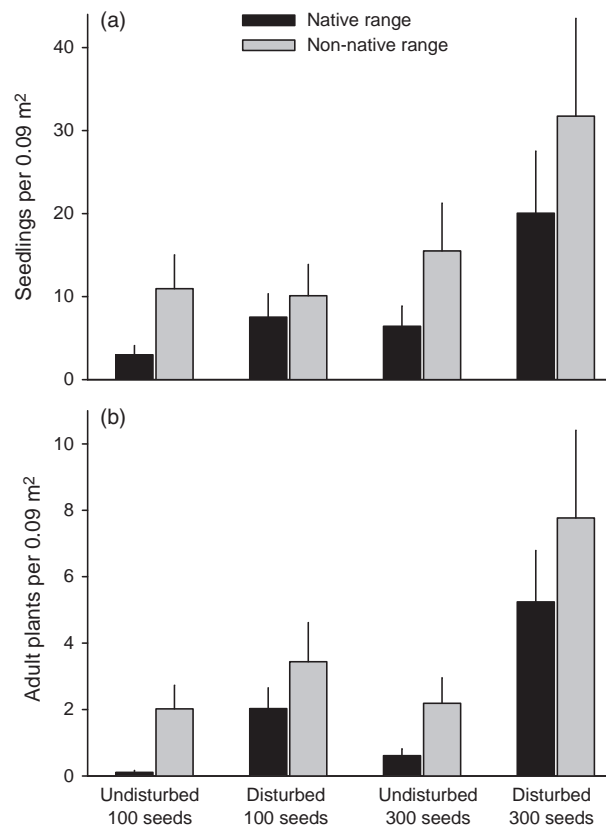 (a)
Native range
Non-native range
40
30
20
10
0
Seedlings per 0.09 m²
(b)
10
8
6
4
2
0
Adult plants per 0.09 m²
Undisturbed Disturbed Undisturbed Disturbed
100 seeds 100 seeds 300 seeds 300 seeds